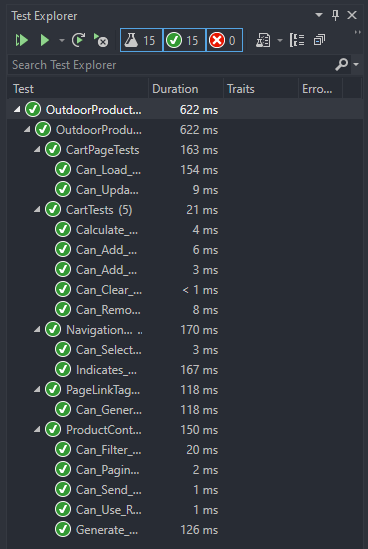 Test Explorer
15 15 0
Search Test Explorer
Test Duration Traits Erro...
OutdoorProduct... 622 ms
OutdoorProdu... 622 ms
CartPageTests 163 ms
Can_Load_... 154 ms
Can_Upda... 9 ms
CartTests (5) 21 ms
Calculate_... 4 ms
Can_Add_... 6 ms
Can_Add_... 3 ms
Can_Clear_... < 1 ms
Can_Remo... 8 ms
Navigation... .. 170 ms
Can_Select... 3 ms
Indicates_... 167 ms
PageLinkTag... 118 ms
Can_Gener... 118 ms
ProductCont... 150 ms
Can_Filter_... 20 ms
Can_Pagin... 2 ms
Can_Send_... 1 ms
Can_Use_R... 1 ms
Generate_... 126 ms